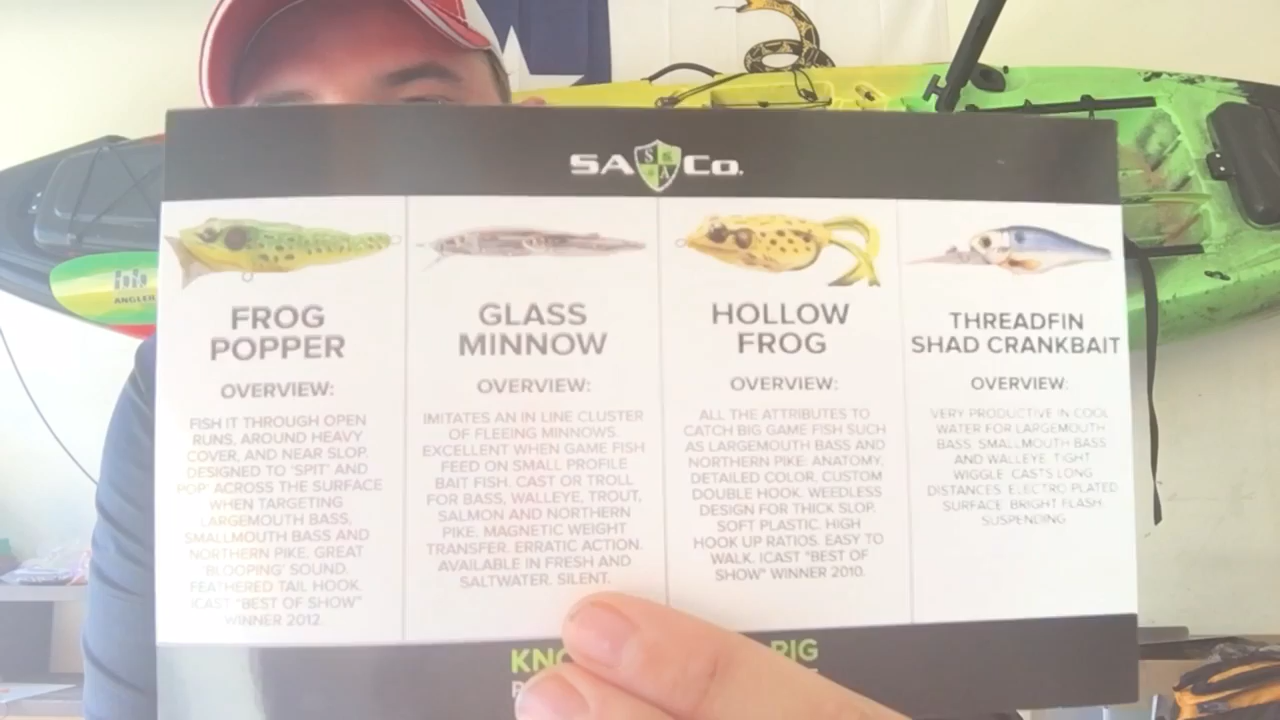 SA Co.
S
A
ANGLER
FROG
POPPER
OVERVIEW:
FISH IT THROUGH OPEN
RUNS, AROUND HEAVY
COVER, AND NEAR SLOP.
DESIGNED TO 'SPIT' AND
POP' ACROSS THE SURFACE
WHEN TARGETING
LARGEMOUTH BASS,
SMALLMOUTH BASS AND
NORTHERN PIKE. GREAT
BLOOPING' SOUND.
FEATHERED TAIL HOOK.
ICAST "BEST OF SHOW"
WINNER 2012.
GLASS
MINNOW
OVERVIEW:
IMITATES AN IN LINE CLUSTER
OF FLEEING MINNOWS.
EXCELLENT WHEN GAME FISH
FEED ON SMALL PROFILE
BAIT FISH. CAST OR TROLL
FOR BASS, WALLEYE, TROUT,
SALMON AND NORTHERN
PIKE. MAGNETIC WEIGHT
TRANSFER. ERRATIC ACTION.
AVAILABLE IN FRESH AND
SALTWATER. SILENT.
HOLLOW
FROG
OVERVIEW:
ALL THE ATTRIBUTES TO
CATCH BIG GAME FISH SUCH
AS LARGEMOUTH BASS AND
NORTHERN PIKE: ANATOMY,
DETAILED COLOR, CUSTOM
DOUBLE HOOK. WEEDLESS
DESIGN FOR THICK SLOP.
SOFT PLASTIC. HIGH
HOOK UP RATIOS. EASY TO
WALK. ICAST "BEST OF
SHOW" WINNER 2010.
THREADFIN
SHAD CRANKBAIT
OVERVIEW:
VERY PRODUCTIVE IN COOL
WATER FOR LARGEMOUTH
BASS, SMALLMOUTH BASS
AND WALLEYE. TIGHT
WIGGLE. CASTS LONG
DISTANCES. ELECTRO PLATED
SURFACE. BRIGHT FLASH.
SUSPENDING.